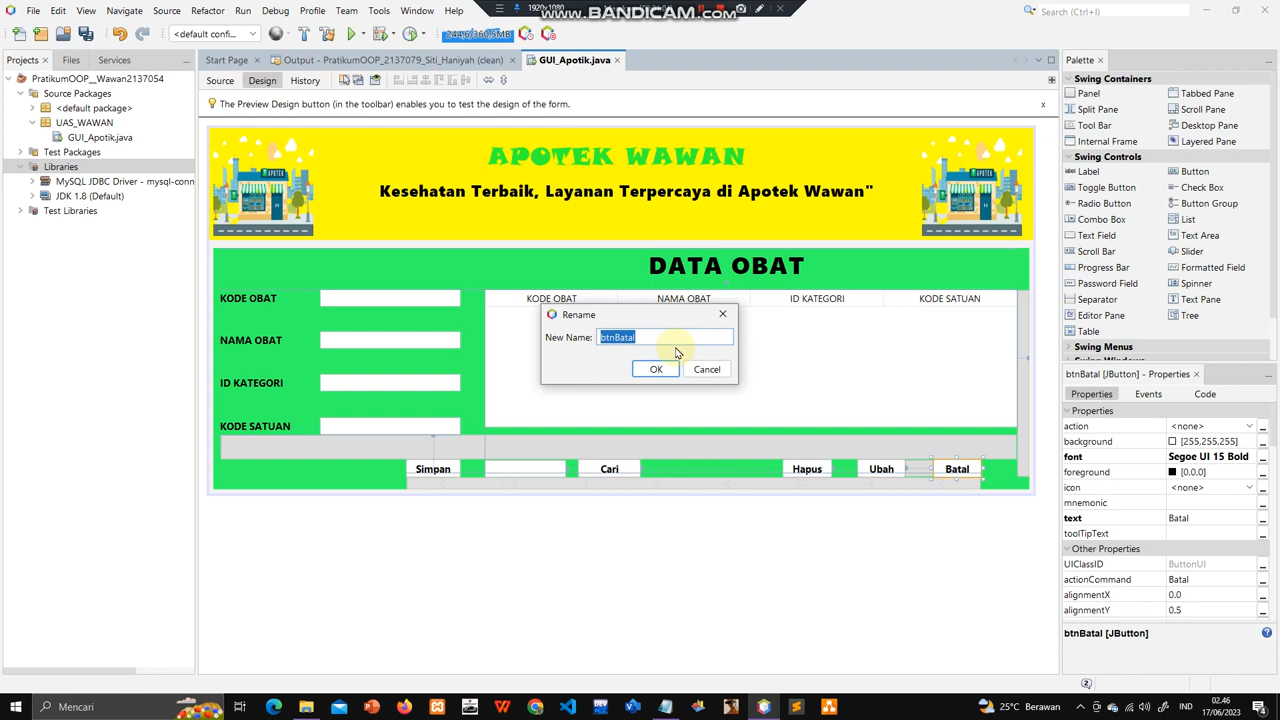 File Edit View Navigate Source Refactor Run Debug Profile Team Tools Window Help
1920×1080
www.BANDICAM.com
Search (Ctrl+I)
<default confi...
244,6/360,5MB
Projects Files Services
Start Page
Output - PratikumOOP_2137079_Siti_Haniyah (clean)
GUI_Apotik.java
Source Design History
The Preview Design button (in the toolbar) enables you to test the design of the form.
x
PratikumOOP__Wawan2137054
Source Packages
<default package>
UAS_WAWAN
GUI_Apotik.java
Test Packages
Libraries
MySQL JDBC Driver - mysql-conn
JDK 1.8 (Default)
Test Libraries
APOTEK
APOTEK WAWAN
Kesehatan Terbaik, Layanan Terpercaya di Apotek Wawan"
APOTEK
DATA OBAT
KODE OBAT
NAMA OBAT
ID KATEGORI
KODE SATUAN
KODE OBAT NAMA OBAT ID KATEGORI KODE SATUAN
Rename
New Name: btnBatal
OK Cancel
Simpan Cari Hapus Ubah Batal
Palette
Swing Containers
Panel Tabbed Pane
Split Pane Scroll Pane
Tool Bar Desktop Pane
Internal Frame Layered Pane
Swing Controls
Label Button
Toggle Button Check Box
Radio Button Button Group
Combo Box List
Text Field Text Area
Scroll Bar Slider
Progress Bar Formatted Field
Password Field Spinner
Separator Text Pane
Editor Pane Tree
Table
Swing Menus
btnBatal [JButton] - Properties
Properties Events Code
Properties
action <none>
background [255,255,255]
font Segoe UI 15 Bold
foreground [0,0,0]
icon <none>
mnemonic
text Batal
toolTipText
Other Properties
UIClassID ButtonUI
actionCommand Batal
alignmentX 0.0
alignmentY 0.5
btnBatal [JButton]
2
Mencari
25°C Berawan
IND
02.46
17/06/2023